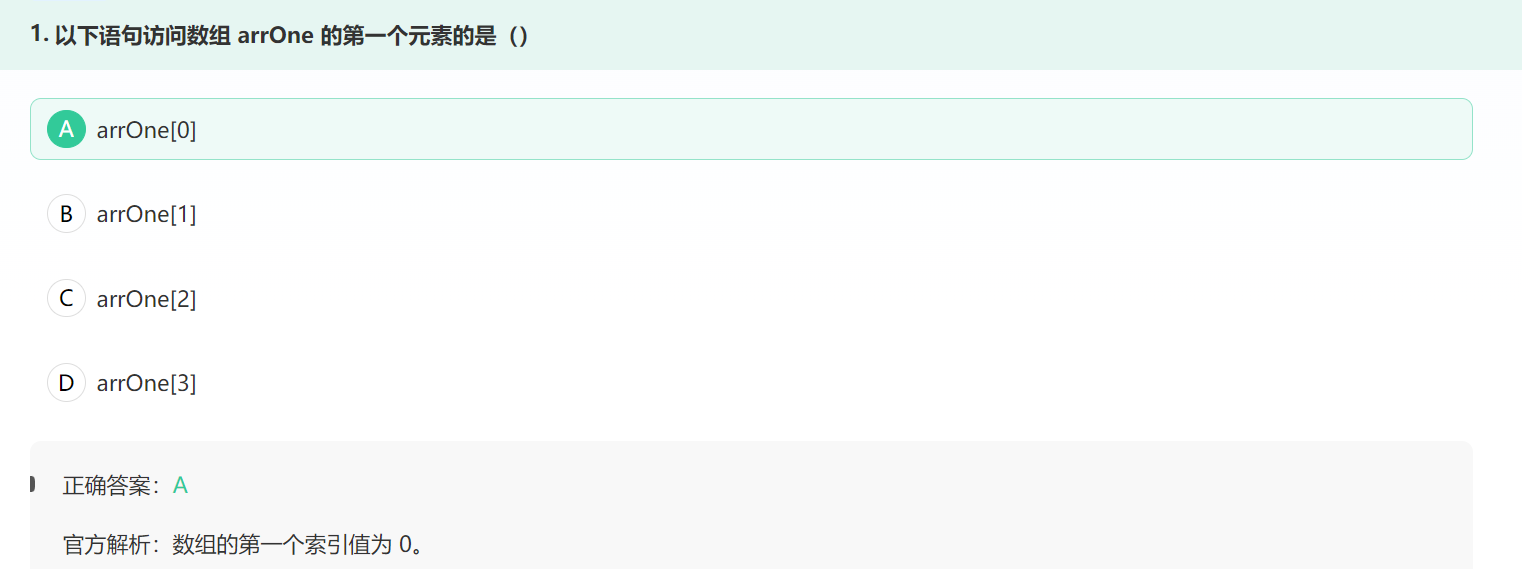 1. 以下语句访问数组 arrOne 的第一个元素的是（）
A arrOne[0]
B arrOne[1]
C arrOne[2]
D arrOne[3]
正确答案：A
官方解析：数组的第一个索引值为 0。